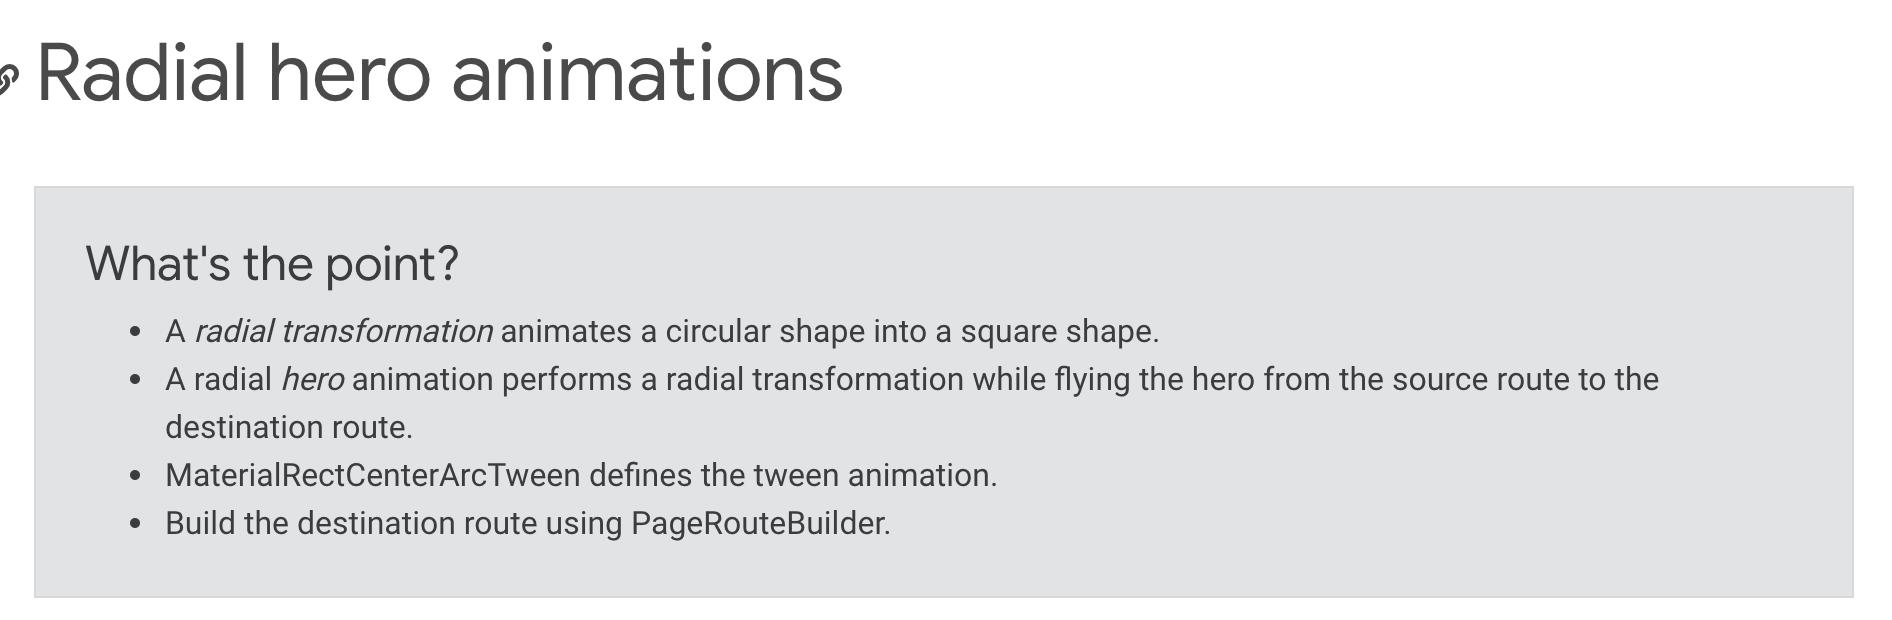 Radial hero animations
What's the point?
A radial transformation animates a circular shape into a square shape.
A radial hero animation performs a radial transformation while flying the hero from the source route to the
destination route.
MaterialRectCenterArcTween defines the tween animation.
Build the destination route using PageRouteBuilder.